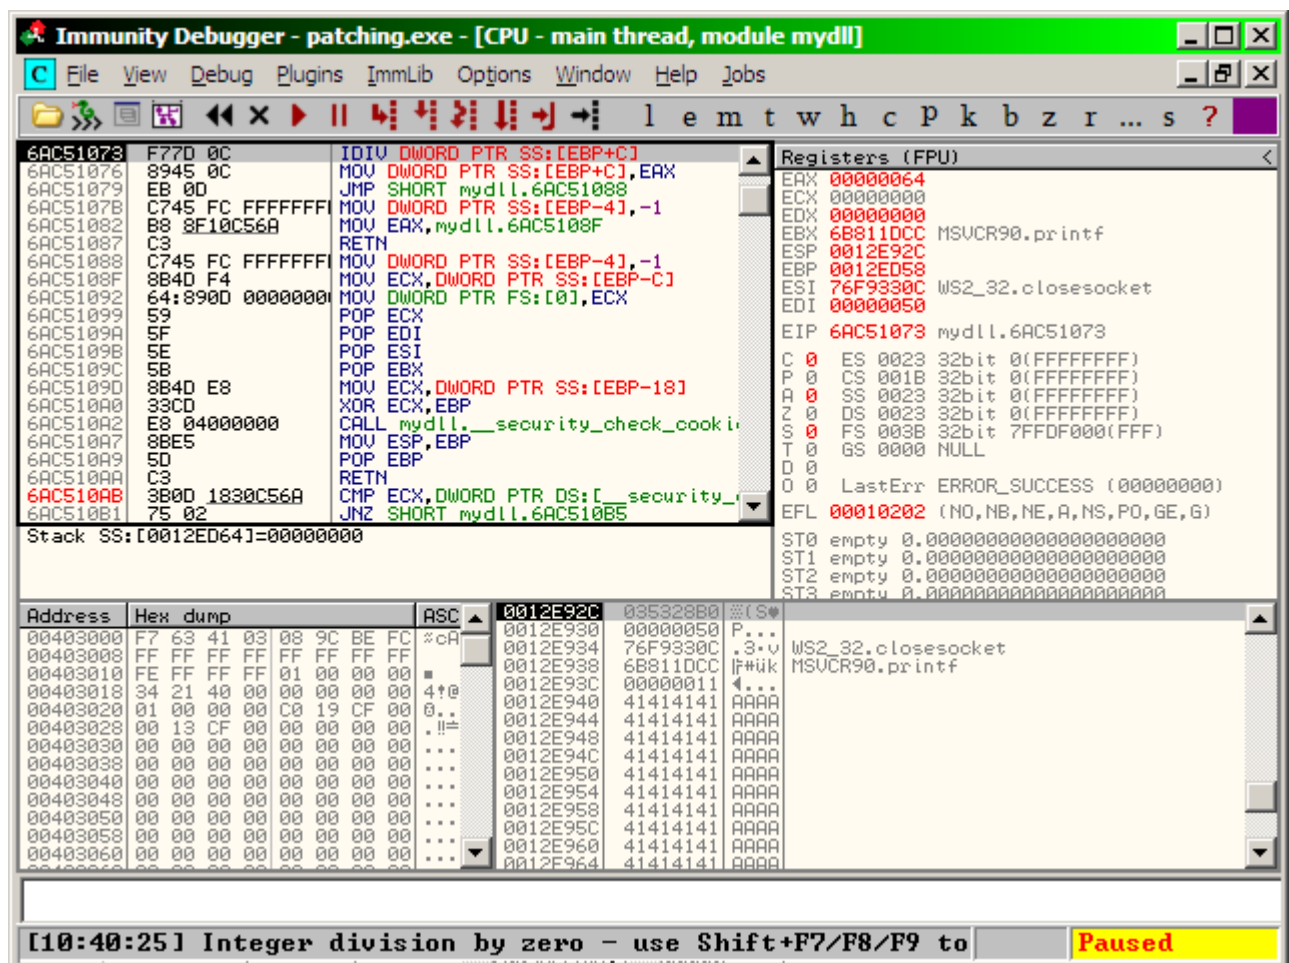 Immunity Debugger - patching.exe - [CPU - main thread, module mydll]
C File View Debug Plugins ImmLib Options Window Help Jobs
l e m t w h c p k b z r ... s ?
6AC51073 F77D 0C IDIV DWORD PTR SS:[EBP+C]
6AC51076 8945 0C MOV DWORD PTR SS:[EBP+C],EAX
6AC51079 EB 0D JMP SHORT mydll.6AC51088
6AC5107B C745 FC FFFFFFF MOV DWORD PTR SS:[EBP-4],-1
6AC51082 B8 8F10C56A MOV EAX,mydll.6AC5108F
6AC51087 C3 RETN
6AC51088 C745 FC FFFFFFF MOV DWORD PTR SS:[EBP-4],-1
6AC5108F 8B4D F4 MOV ECX,DWORD PTR SS:[EBP-C]
6AC51092 64:890D 0000000 MOV DWORD PTR FS:[0],ECX
6AC51099 59 POP ECX
6AC5109A 5F POP EDI
6AC5109B 5E POP ESI
6AC5109C 5B POP EBX
6AC5109D 8B4D E8 MOV ECX,DWORD PTR SS:[EBP-18]
6AC510A0 33CD XOR ECX,EBP
6AC510A2 E8 04000000 CALL mydll.__security_check_cooki
6AC510A7 8BE5 MOV ESP,EBP
6AC510A9 5D POP EBP
6AC510AA C3 RETN
6AC510AB 3B0D 1830C56A CMP ECX,DWORD PTR DS:[__security_
6AC510B1 75 02 JNZ SHORT mydll.6AC510B5
Stack SS:[0012ED64]=00000000
Registers (FPU) <
EAX 00000064
ECX 00000000
EDX 00000000
EBX 6B811DCC MSVCR90.printf
ESP 0012E92C
EBP 0012ED58
ESI 76F9330C WS2_32.closesocket
EDI 00000050
EIP 6AC51073 mydll.6AC51073
C 0 ES 0023 32bit 0(FFFFFFFF)
P 0 CS 001B 32bit 0(FFFFFFFF)
A 0 SS 0023 32bit 0(FFFFFFFF)
Z 0 DS 0023 32bit 0(FFFFFFFF)
S 0 FS 003B 32bit 7FFDF000(FFF)
T 0 GS 0000 NULL
D 0
O 0 LastErr ERROR_SUCCESS (00000000)
EFL 00010202 (NO,NB,NE,A,NS,PO,GE,G)
ST0 empty 0.0000000000000000000
ST1 empty 0.0000000000000000000
ST2 empty 0.0000000000000000000
ST3 empty 0.0000000000000000000
Address Hex dump ASC
00403000 F7 63 41 03 08 9C BE FC
00403008 FF FF FF FF FF FF FF FF
00403010 FE FF FF FF 01 00 00 00
00403018 34 21 40 00 00 00 00 00 4!@
00403020 01 00 00 00 C0 19 CF 00
00403028 00 13 CF 00 00 00 00 00
00403030 00 00 00 00 00 00 00 00 ...
00403038 00 00 00 00 00 00 00 00 ...
00403040 00 00 00 00 00 00 00 00 ...
00403048 00 00 00 00 00 00 00 00 ...
00403050 00 00 00 00 00 00 00 00 ...
00403058 00 00 00 00 00 00 00 00 ...
00403060 00 00 00 00 00 00 00 00 ...
0012E92C 035328B0
0012E930 00000050 P...
0012E934 76F9330C WS2_32.closesocket
0012E938 6B811DCC MSVCR90.printf
0012E93C 00000011
0012E940 41414141 AAAA
0012E944 41414141 AAAA
0012E948 41414141 AAAA
0012E94C 41414141 AAAA
0012E950 41414141 AAAA
0012E954 41414141 AAAA
0012E958 41414141 AAAA
0012E95C 41414141 AAAA
0012E960 41414141 AAAA
0012E964 41414141 AAAA
[10:40:25] Integer division by zero - use Shift+F7/F8/F9 to
Paused